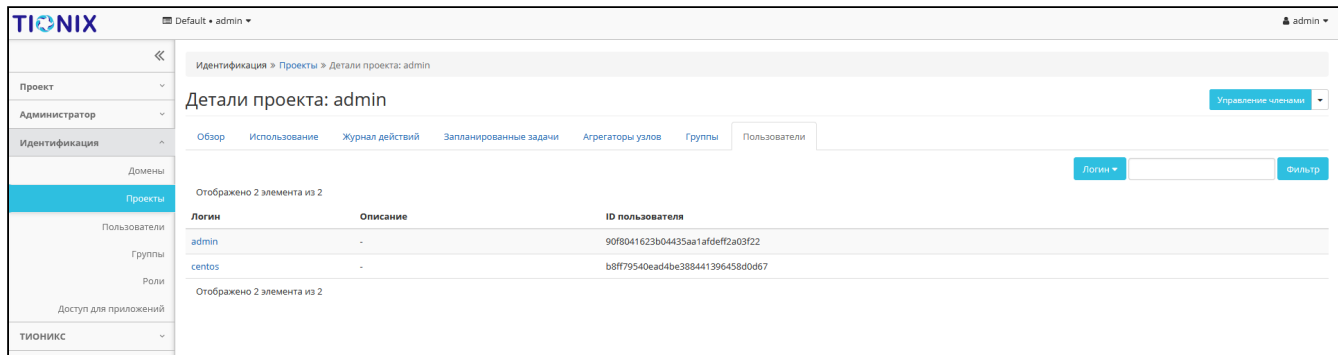 TIONIX
Default • admin
admin
«
Идентификация » Проекты » Детали проекта: admin
Проект
Администратор
Идентификация
Домены
Проекты
Пользователи
Группы
Роли
Доступ для приложений
ТИОНИКС
Детали проекта: admin
Управление членами
Обзор Использование Журнал действий Запланированные задачи Агрегаторы узлов Группы Пользователи
Логин Фильтр
Отображено 2 элемента из 2
Логин Описание ID пользователя
admin - 90f8041623b04435aa1afdeff2a03f22
centos - b8ff79540ead4be388441396458d0d67
Отображено 2 элемента из 2